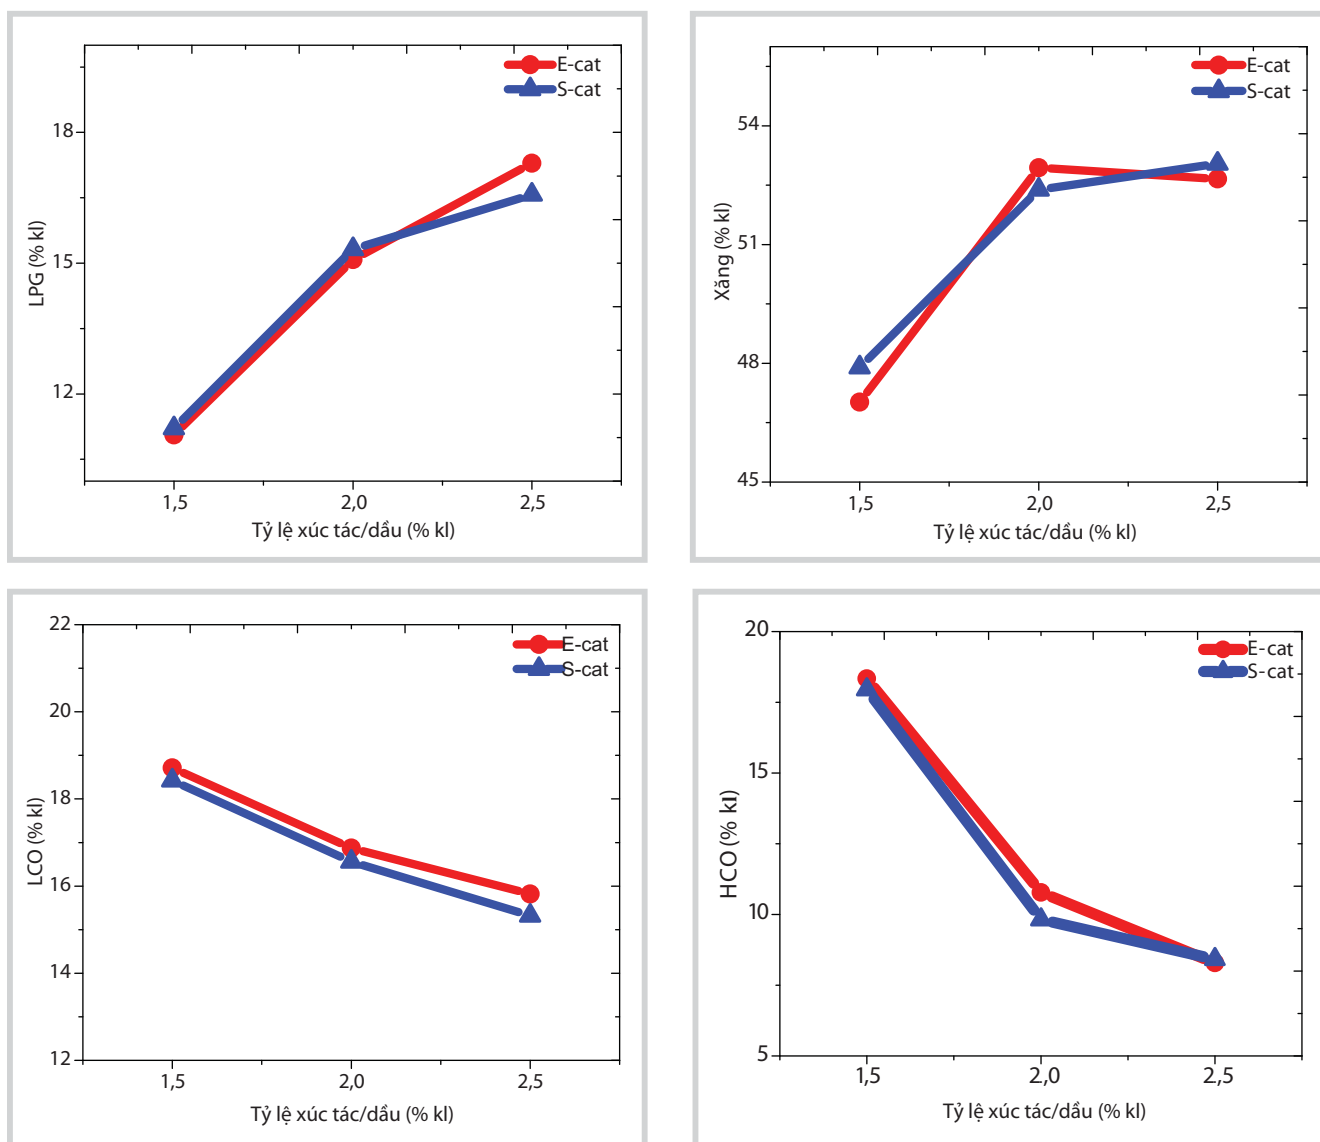 E-cat
S-cat
18
15
12
LPG (% kl)
1,5
2,0
2,5
Tỷ lệ xúc tác/dầu (% kl)
E-cat
S-cat
54
51
48
45
Xăng (% kl)
1,5
2,0
2,5
Tỷ lệ xúc tác/dầu (% kl)
E-cat
S-cat
22
20
18
16
14
12
LCO (% kl)
1,5
2,0
2,5
Tỷ lệ xúc tác/dầu (% kl)
E-cat
S-cat
20
15
10
5
HCO (% kl)
1,5
2,0
2,5
Tỷ lệ xúc tác/dầu (% kl)